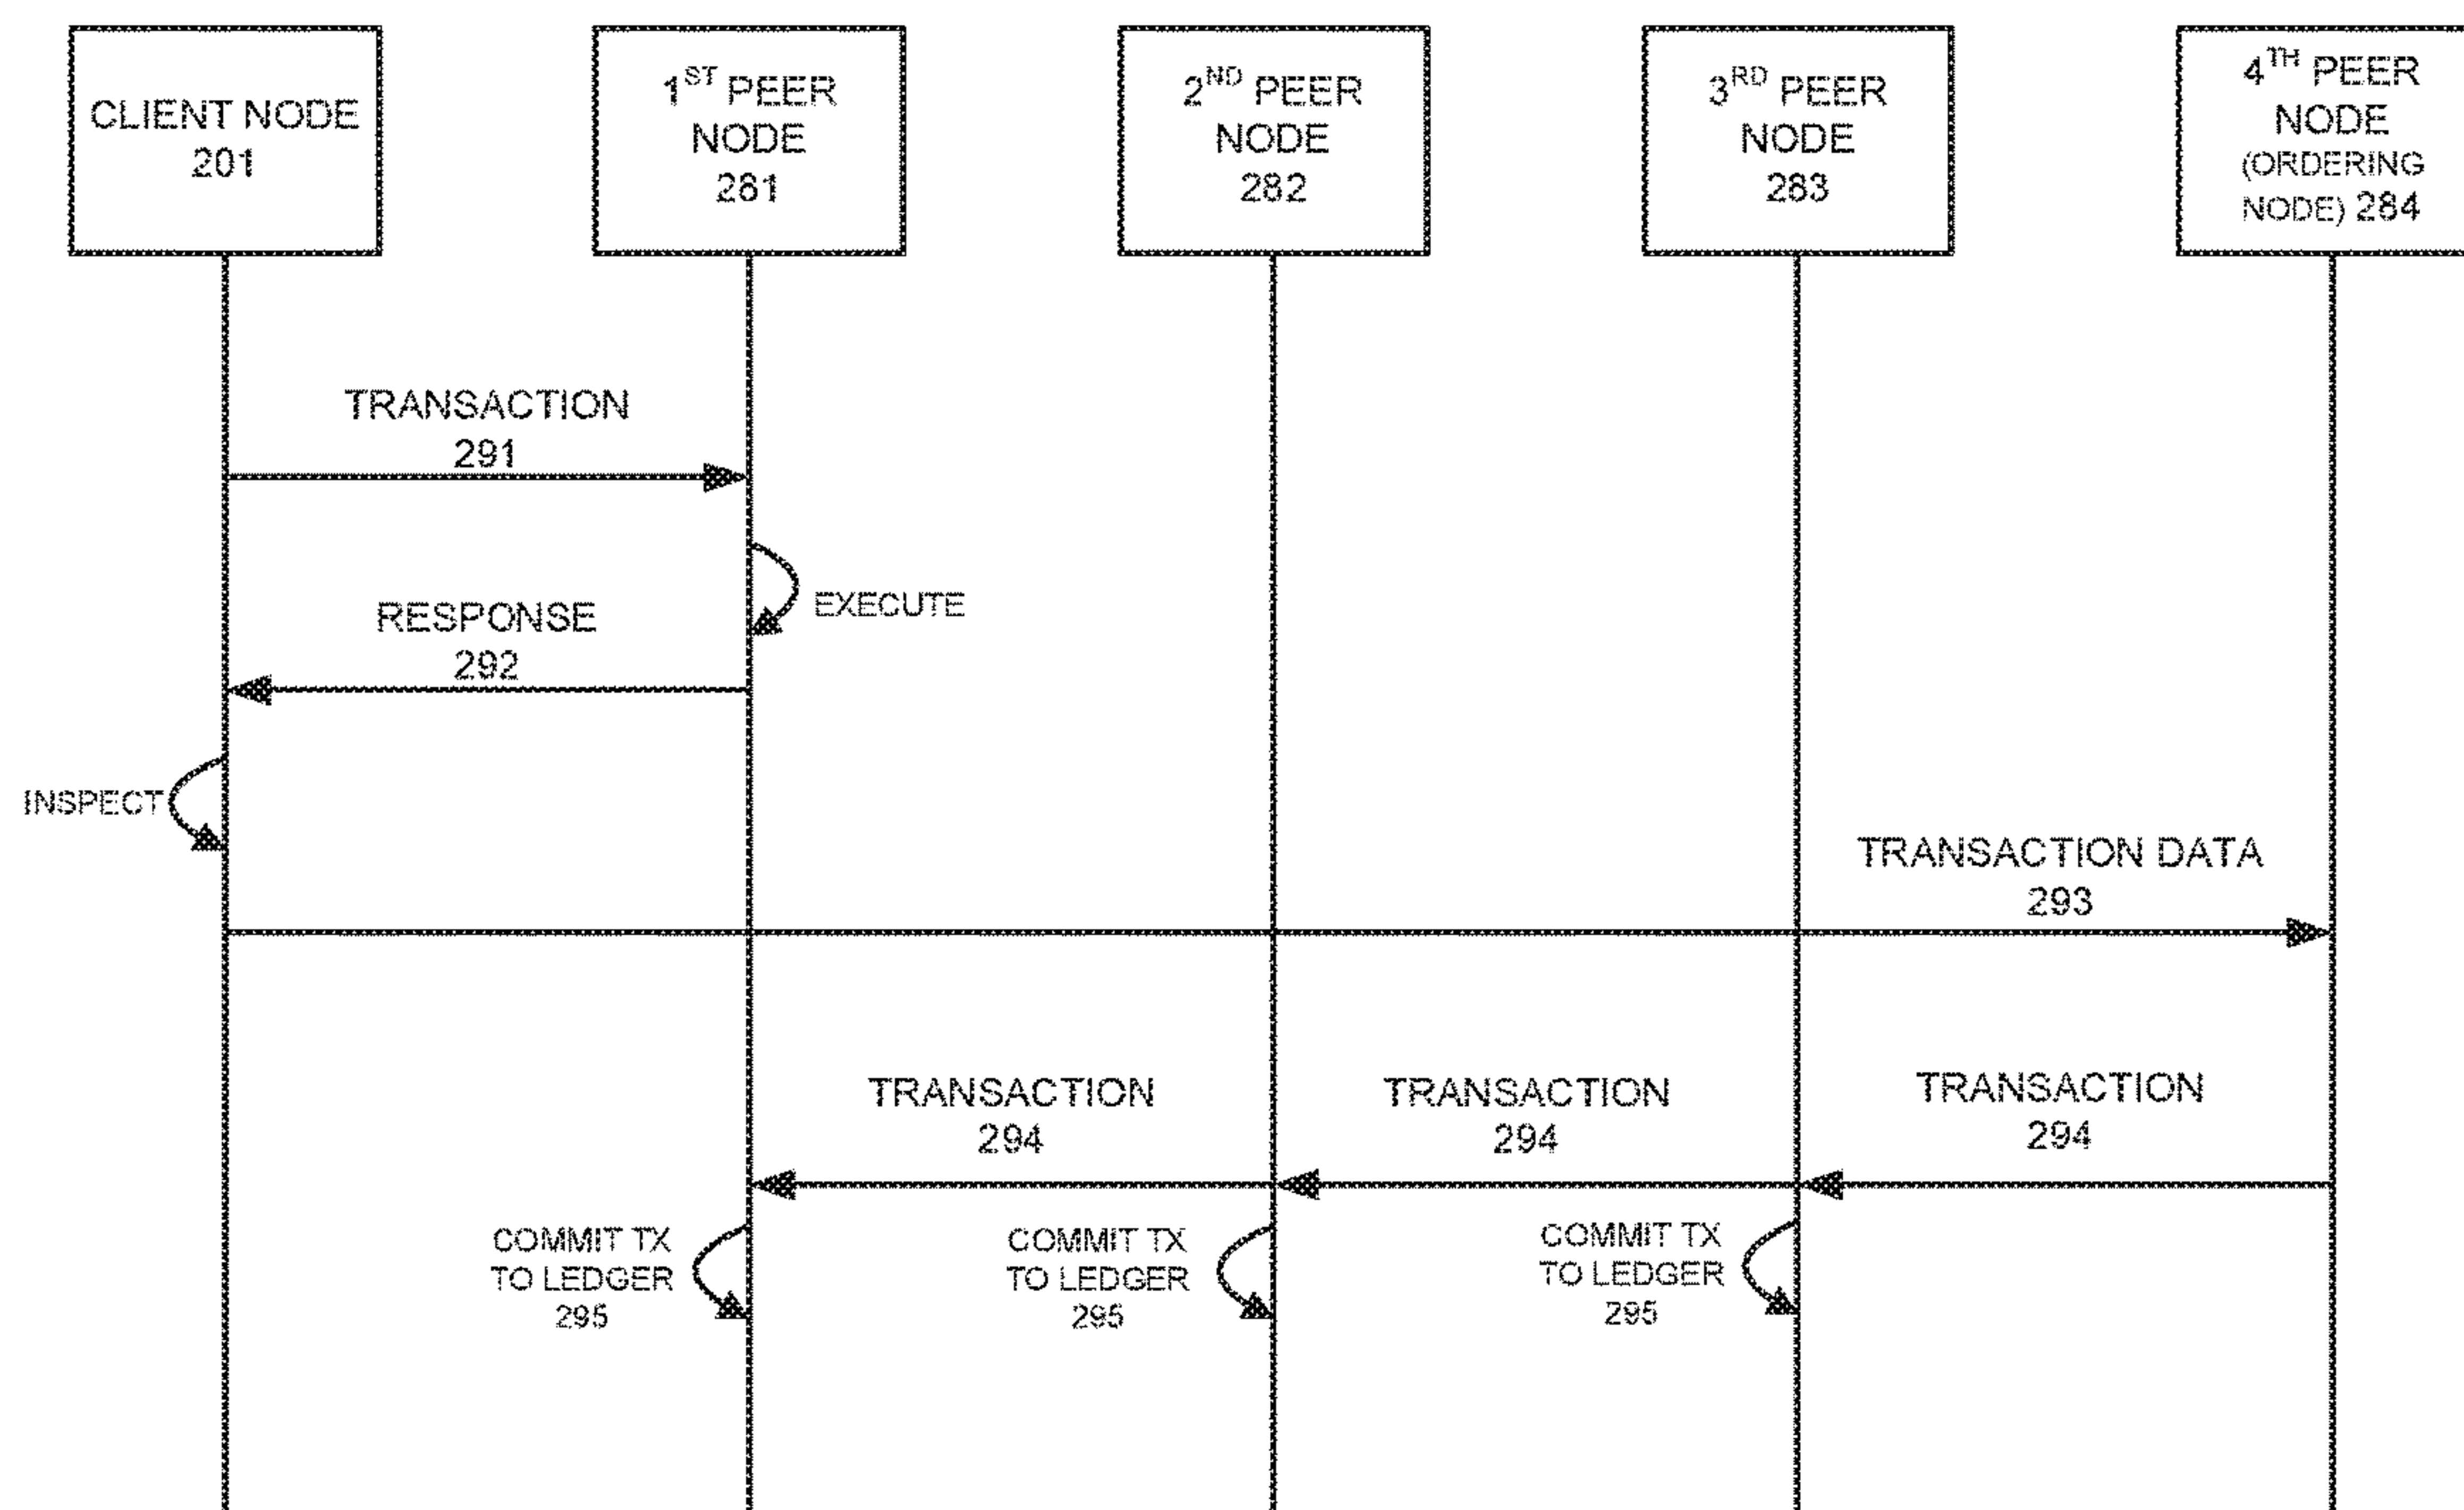 CLIENT NODE
201
1ST PEER
NODE
281
2ND PEER
NODE
282
3RD PEER
NODE
283
4TH PEER
NODE
(ORDERING
NODE) 284
TRANSACTION
291
EXECUTE
RESPONSE
292
INSPECT
TRANSACTION DATA
293
TRANSACTION
294
TRANSACTION
294
TRANSACTION
294
COMMIT TX
TO LEDGER
295
COMMIT TX
TO LEDGER
295
COMMIT TX
TO LEDGER
295